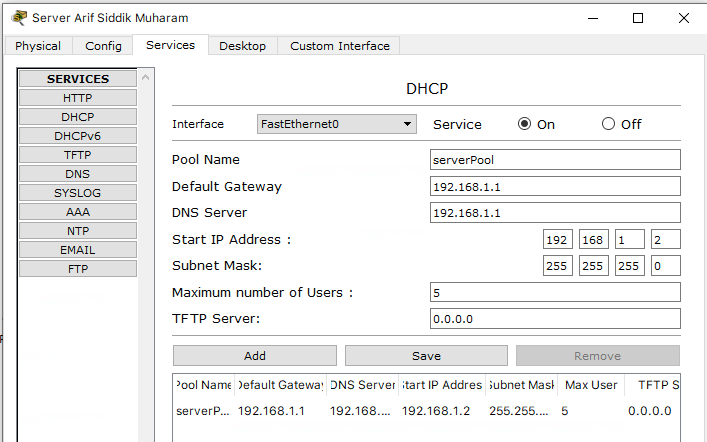 Server Arif Siddik Muharam
Physical Config Services Desktop Custom Interface
SERVICES
HTTP
DHCP
DHCPv6
TFTP
DNS
SYSLOG
AAA
NTP
EMAIL
FTP
DHCP
Interface FastEthernet0 Service On Off
Pool Name serverPool
Default Gateway 192.168.1.1
DNS Server 192.168.1.1
Start IP Address : 192 168 1 2
Subnet Mask: 255 255 255 0
Maximum number of Users : 5
TFTP Server: 0.0.0.0
Add Save Remove
Pool Name Default Gateway DNS Server Start IP Addres Subnet Mask Max User TFTP S
serverP... 192.168.1.1 192.168.... 192.168.1.2 255.255.... 5 0.0.0.0